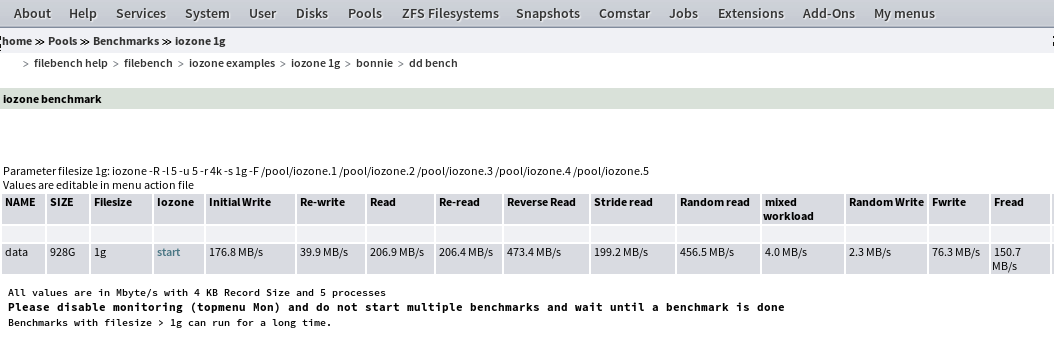 About Help Services System User Disks Pools ZFS Filesystems Snapshots Comstar Jobs Extensions Add-Ons My menus
home >> Pools >> Benchmarks >> iozone 1g
> filebench help > filebench > iozone examples > iozone 1g > bonnie > dd bench
iozone benchmark
Parameter filesize 1g: iozone -R -l 5 -u 5 -r 4k -s 1g -F /pool/iozone.1 /pool/iozone.2 /pool/iozone.3 /pool/iozone.4 /pool/iozone.5
Values are editable in menu action file
NAME SIZE Filesize Iozone Initial Write Re-write Read Re-read Reverse Read Stride read Random read mixed workload Random Write Fwrite Fread
data 928G 1g start 176.8 MB/s 39.9 MB/s 206.9 MB/s 206.4 MB/s 473.4 MB/s 199.2 MB/s 456.5 MB/s 4.0 MB/s 2.3 MB/s 76.3 MB/s 150.7 MB/s
All values are in Mbyte/s with 4 KB Record Size and 5 processes
Please disable monitoring (topmenu Mon) and do not start multiple benchmarks and wait until a benchmark is done
Benchmarks with filesize > 1g can run for a long time.